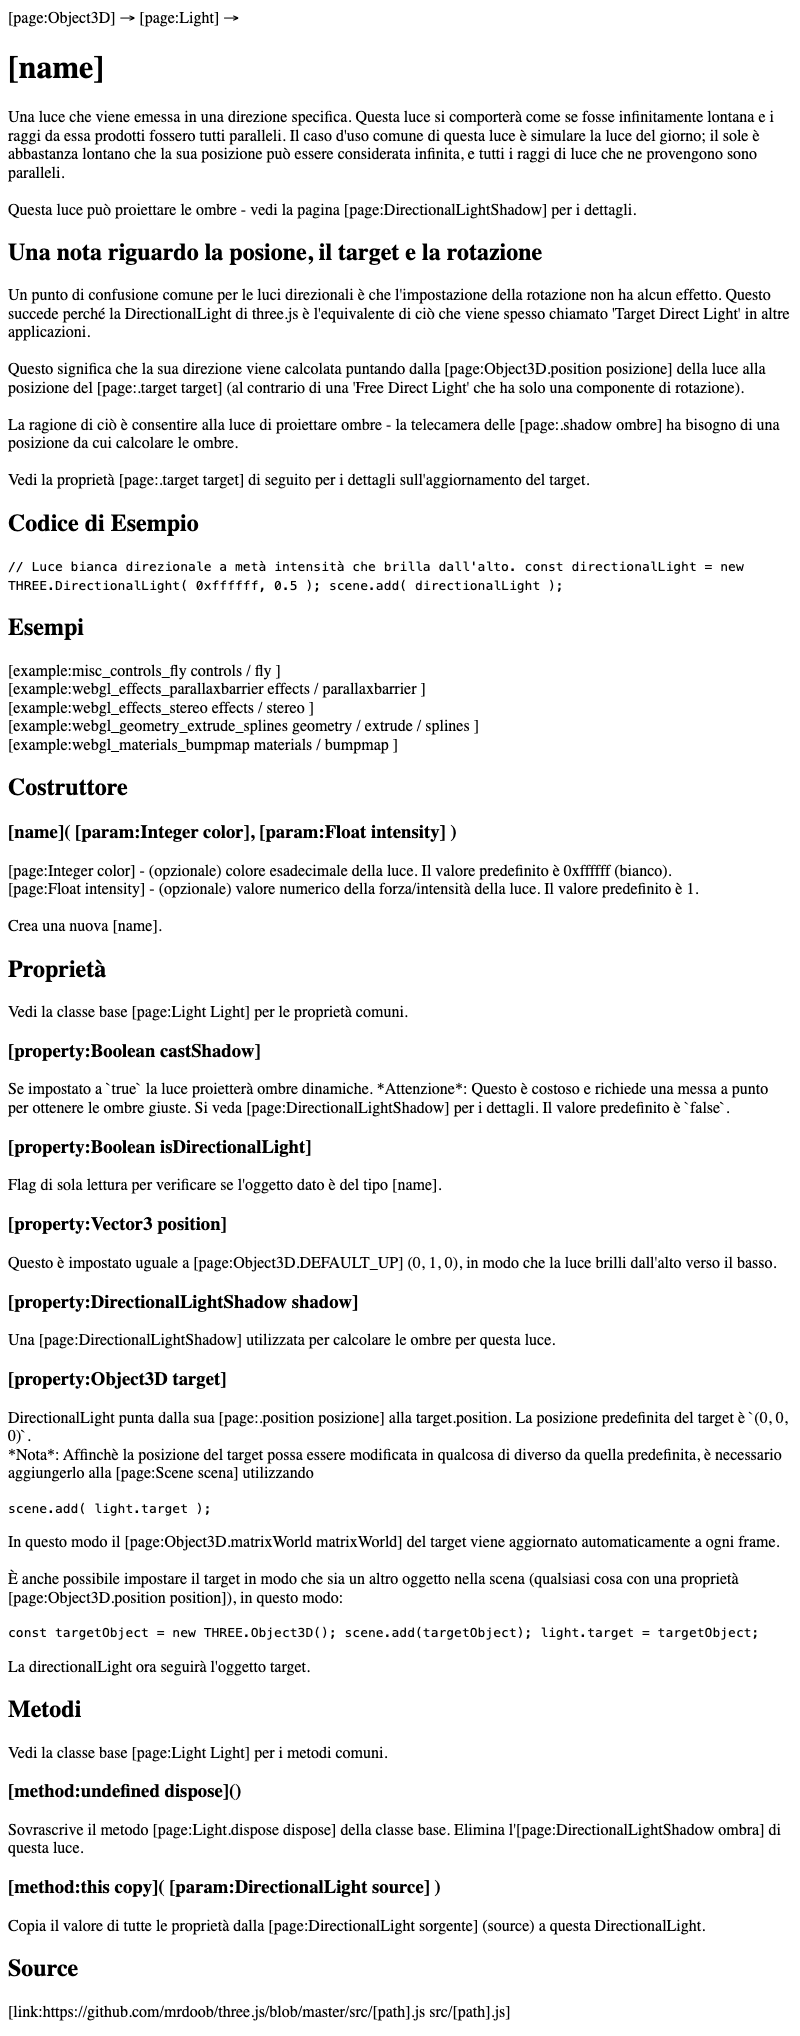 [page:Object3D] → [page:Light] →
[name]
Una luce che viene emessa in una direzione specifica. Questa luce si comporterà come se fosse infinitamente lontana e i
raggi da essa prodotti fossero tutti paralleli. Il caso d'uso comune di questa luce è simulare la luce del giorno; il sole è
abbastanza lontano che la sua posizione può essere considerata infinita, e tutti i raggi di luce che ne provengono sono
paralleli.
Questa luce può proiettare le ombre - vedi la pagina [page:DirectionalLightShadow] per i dettagli.
Una nota riguardo la posione, il target e la rotazione
Un punto di confusione comune per le luci direzionali è che l'impostazione della rotazione non ha alcun effetto. Questo
succede perché la DirectionalLight di three.js è l'equivalente di ciò che viene spesso chiamato 'Target Direct Light' in altre
applicazioni.
Questo significa che la sua direzione viene calcolata puntando dalla [page:Object3D.position posizione] della luce alla
posizione del [page:.target target] (al contrario di una 'Free Direct Light' che ha solo una componente di rotazione).
La ragione di ciò è consentire alla luce di proiettare ombre - la telecamera delle [page:.shadow ombre] ha bisogno di una
posizione da cui calcolare le ombre.
Vedi la proprietà [page:.target target] di seguito per i dettagli sull'aggiornamento del target.
Codice di Esempio
// Luce bianca direzionale a metà intensità che brilla dall'alto. const directionalLight = new
THREE.DirectionalLight( 0xffffff, 0.5 ); scene.add( directionalLight );
Esempi
[example:misc_controls_fly controls / fly ]
[example:webgl_effects_parallaxbarrier effects / parallaxbarrier ]
[example:webgl_effects_stereo effects / stereo ]
[example:webgl_geometry_extrude_splines geometry / extrude / splines ]
[example:webgl_materials_bumpmap materials / bumpmap ]
Costruttore
[name]( [param:Integer color], [param:Float intensity] )
[page:Integer color] - (opzionale) colore esadecimale della luce. Il valore predefinito è 0xffffff (bianco).
[page:Float intensity] - (opzionale) valore numerico della forza/intensità della luce. Il valore predefinito è 1.
Crea una nuova [name].
Proprietà
Vedi la classe base [page:Light Light] per le proprietà comuni.
[property:Boolean castShadow]
Se impostato a `true` la luce proietterà ombre dinamiche. *Attenzione*: Questo è costoso e richiede una messa a punto
per ottenere le ombre giuste. Si veda [page:DirectionalLightShadow] per i dettagli. Il valore predefinito è `false`.
[property:Boolean isDirectionalLight]
Flag di sola lettura per verificare se l'oggetto dato è del tipo [name].
[property:Vector3 position]
Questo è impostato uguale a [page:Object3D.DEFAULT_UP] (0, 1, 0), in modo che la luce brilli dall'alto verso il basso.
[property:DirectionalLightShadow shadow]
Una [page:DirectionalLightShadow] utilizzata per calcolare le ombre per questa luce.
[property:Object3D target]
DirectionalLight punta dalla sua [page:.position posizione] alla target.position. La posizione predefinita del target è `(0, 0,
0)`.
*Nota*: Affinchè la posizione del target possa essere modificata in qualcosa di diverso da quella predefinita, è necessario
aggiungerlo alla [page:Scene scena] utilizzando
scene.add( light.target );
In questo modo il [page:Object3D.matrixWorld matrixWorld] del target viene aggiornato automaticamente a ogni frame.
È anche possibile impostare il target in modo che sia un altro oggetto nella scena (qualsiasi cosa con una proprietà
[page:Object3D.position position]), in questo modo:
const targetObject = new THREE.Object3D(); scene.add(targetObject); light.target = targetObject;
La directionalLight ora seguirà l'oggetto target.
Metodi
Vedi la classe base [page:Light Light] per i metodi comuni.
[method:undefined dispose]()
Sovrascrive il metodo [page:Light.dispose dispose] della classe base. Elimina l'[page:DirectionalLightShadow ombra] di
questa luce.
[method:this copy]( [param:DirectionalLight source] )
Copia il valore di tutte le proprietà dalla [page:DirectionalLight sorgente] (source) a questa DirectionalLight.
Source
[link:https://github.com/mrdoob/three.js/blob/master/src/[path].js src/[path].js]